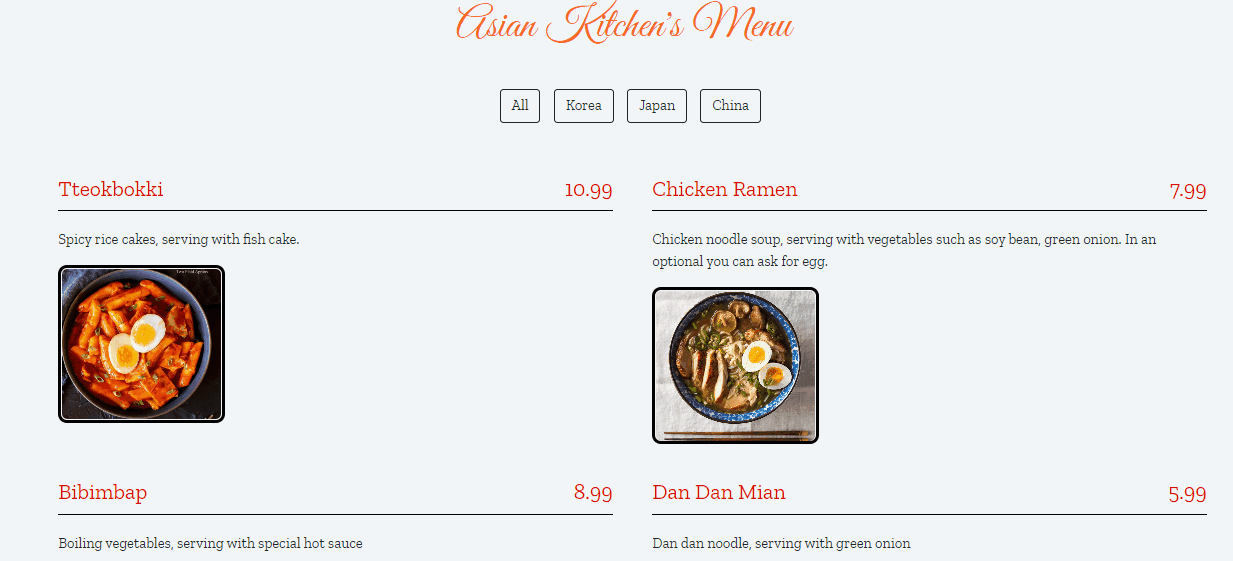 Asian Kitchen's Menu
All Korea Japan China
Tteokbokki 10.99
Spicy rice cakes, serving with fish cake.
Chicken Ramen 7.99
Chicken noodle soup, serving with vegetables such as soy bean, green onion. In an
optional you can ask for egg.
Bibimbap 8.99
Boiling vegetables, serving with special hot sauce
Dan Dan Mian 5.99
Dan dan noodle, serving with green onion